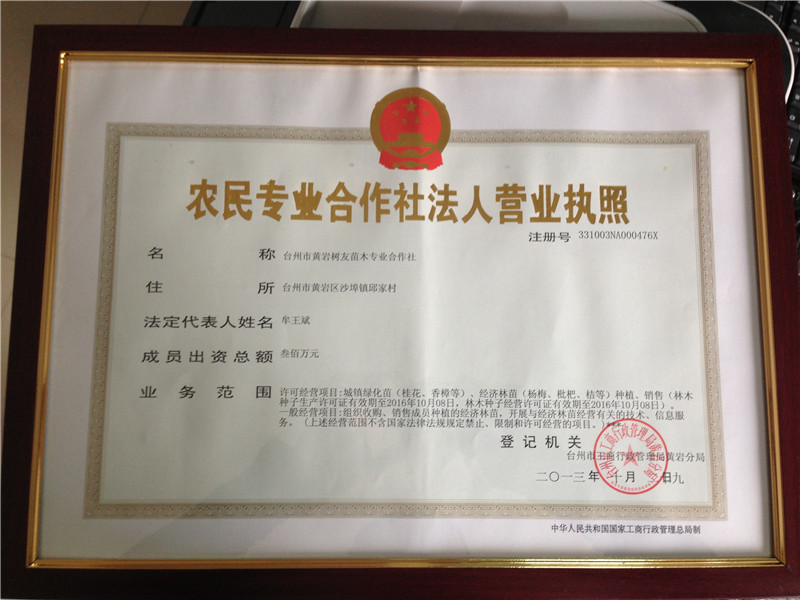 农民专业合作社法人营业执照
注册号 331003NA000476X
名称 台州市黄岩树友苗木专业合作社
住所 台州市黄岩区沙埠镇邱家村
法定代表人姓名 牟王斌
成员出资总额 叁佰万元
业务范围 许可经营项目:城镇绿化苗（桂花、香樟等）、经济林苗（杨梅、枇杷、桔等）种植、销售（林木
种子生产许可证有效期至2016年10月08日，林木种子经营许可证有效期至2016年10月08日）。
一般经营项目:组织收购、销售成员种植的经济林苗，开展与经济林苗经营有关的技术、信息服
务。（上述经营范围不含国家法律法规规定禁止、限制和许可经营的项目。)***
登记机关
台州市工商行政管理局黄岩分局
二〇一三年 十月 日九
中华人民共和国国家工商行政管理总局制